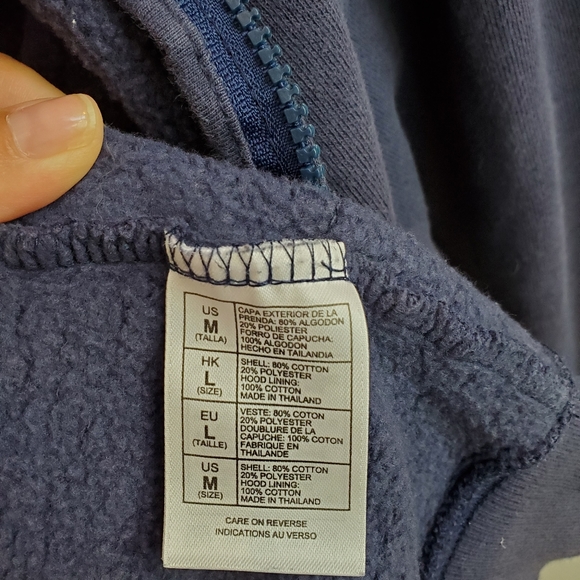 US
M
(TALLA)
CAPA EXTERIOR DE LA
PRENDA: 80% ALGODON
20% POLIESTER
FORRO DE CAPUCHA:
100% ALGODON
HECHO EN TAILANDIA
HK
L
(SIZE)
SHELL: 80% COTTON
20% POLYESTER
HOOD LINING:
100% COTTON
MADE IN THAILAND
EU
L
(TAILLE)
VESTE: 80% COTON
20% POLYESTER
DOUBLURE DE LA
CAPUCHE: 100% COTON
FABRIQUE EN
THAILANDE
US
M
(SIZE)
SHELL: 80% COTTON
20% POLYESTER
HOOD LINING:
100% COTTON
MADE IN THAILAND
CARE ON REVERSE
INDICATIONS AU VERSO